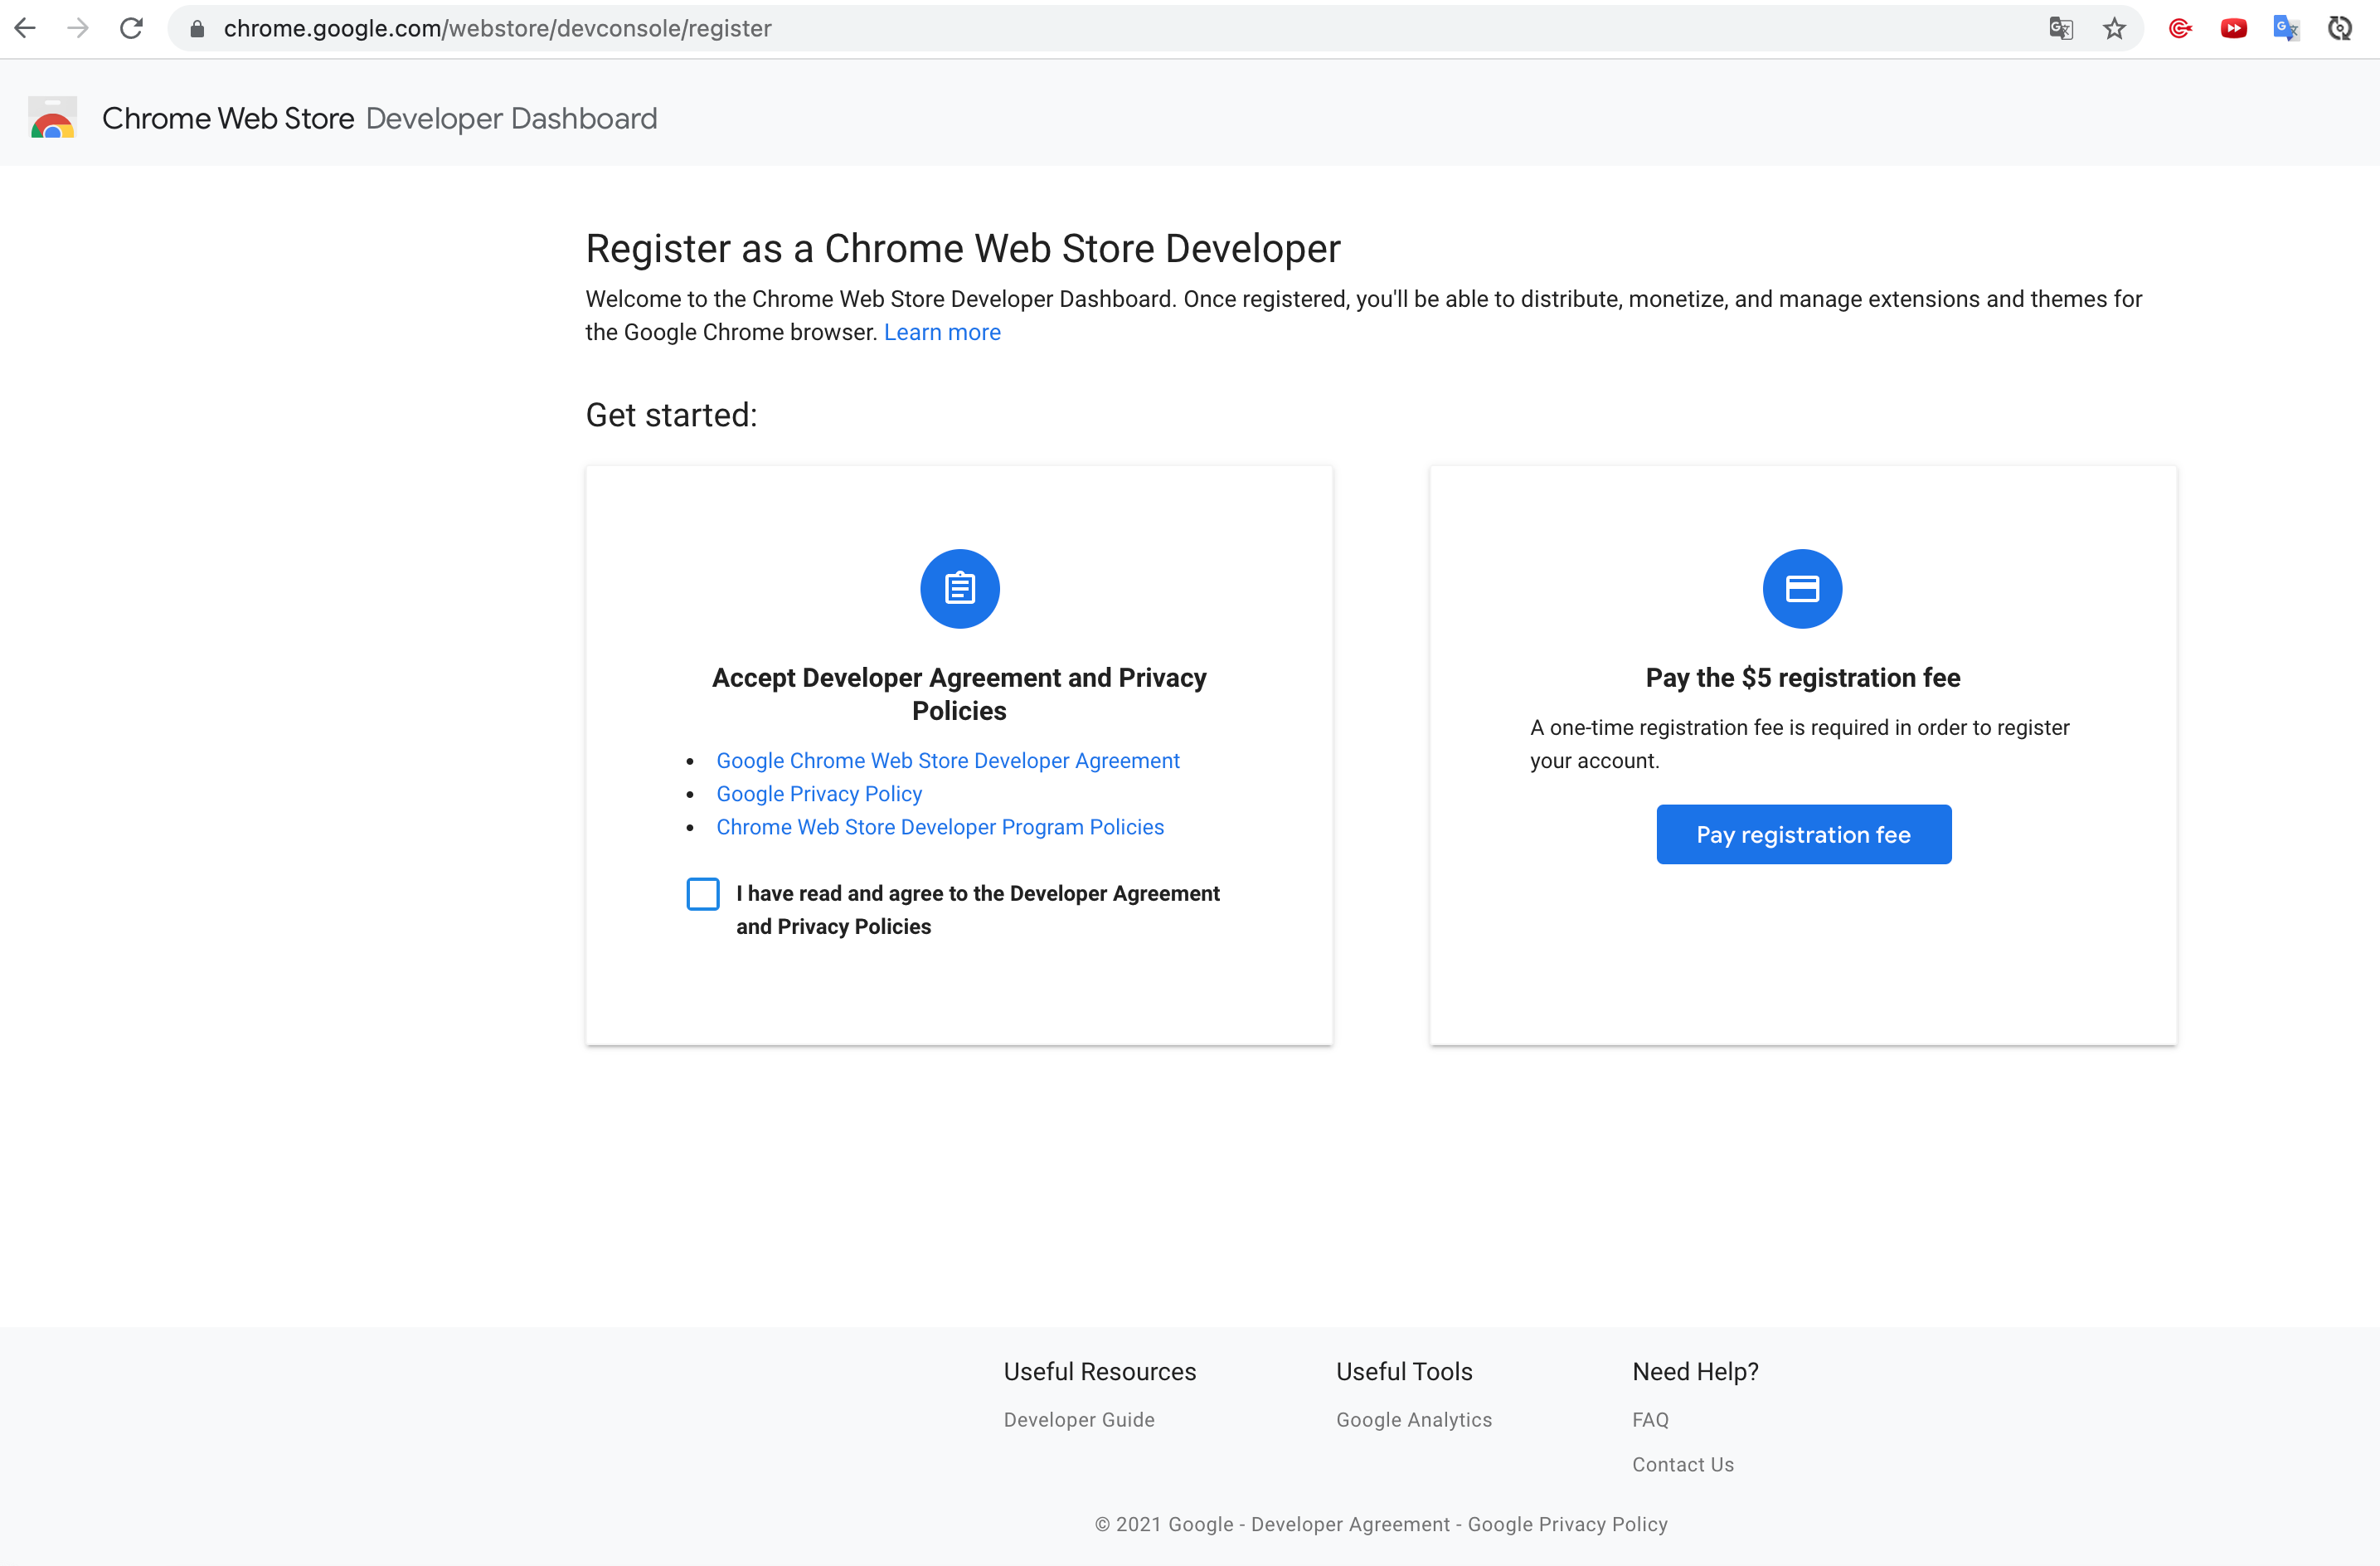 chrome.google.com/webstore/devconsole/register
Chrome Web Store Developer Dashboard
Register as a Chrome Web Store Developer
Welcome to the Chrome Web Store Developer Dashboard. Once registered, you'll be able to distribute, monetize, and manage extensions and themes for
the Google Chrome browser. Learn more
Get started:
Accept Developer Agreement and Privacy
Policies
• Google Chrome Web Store Developer Agreement
• Google Privacy Policy
• Chrome Web Store Developer Program Policies
I have read and agree to the Developer Agreement
and Privacy Policies
Pay the $5 registration fee
A one-time registration fee is required in order to register
your account.
Pay registration fee
Useful Resources
Developer Guide
Useful Tools
Google Analytics
Need Help?
FAQ
Contact Us
© 2021 Google - Developer Agreement - Google Privacy Policy